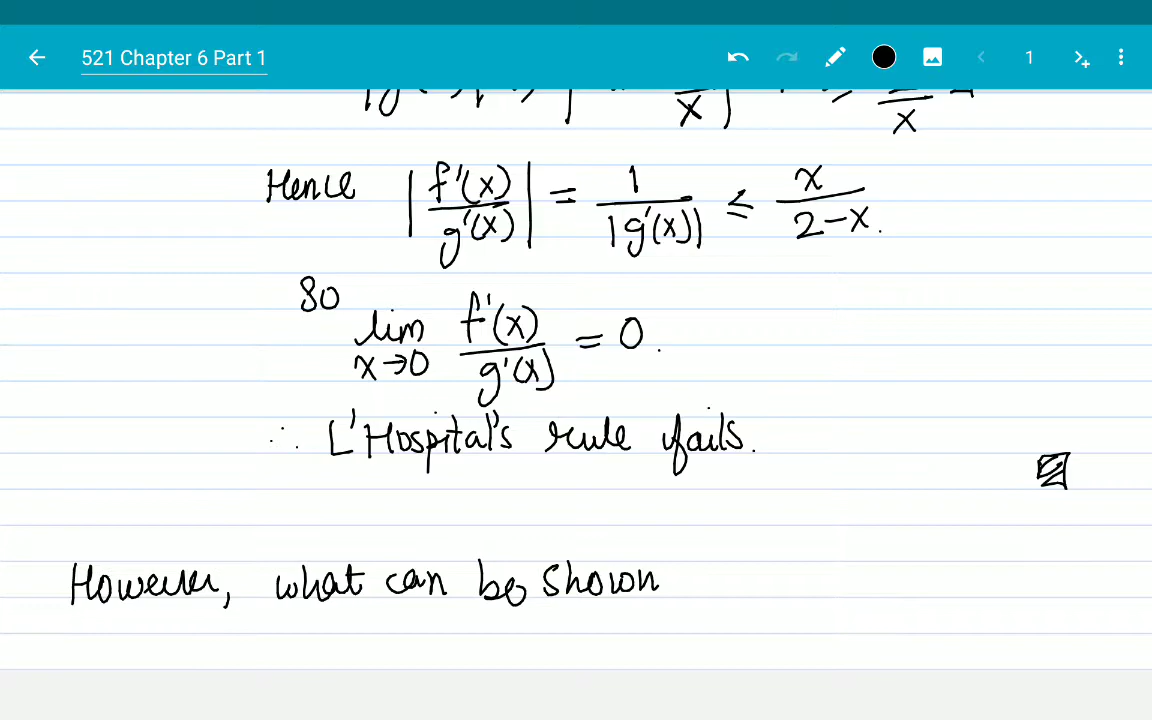 521 Chapter 6 Part 1
1
x x
Hence |f'(x)/g'(x)| = 1/|g'(x)| ≤ x/(2-x).
So lim x→0 f'(x)/g'(x) = 0.
∴ L'Hospital's rule fails.
However, what can be shown